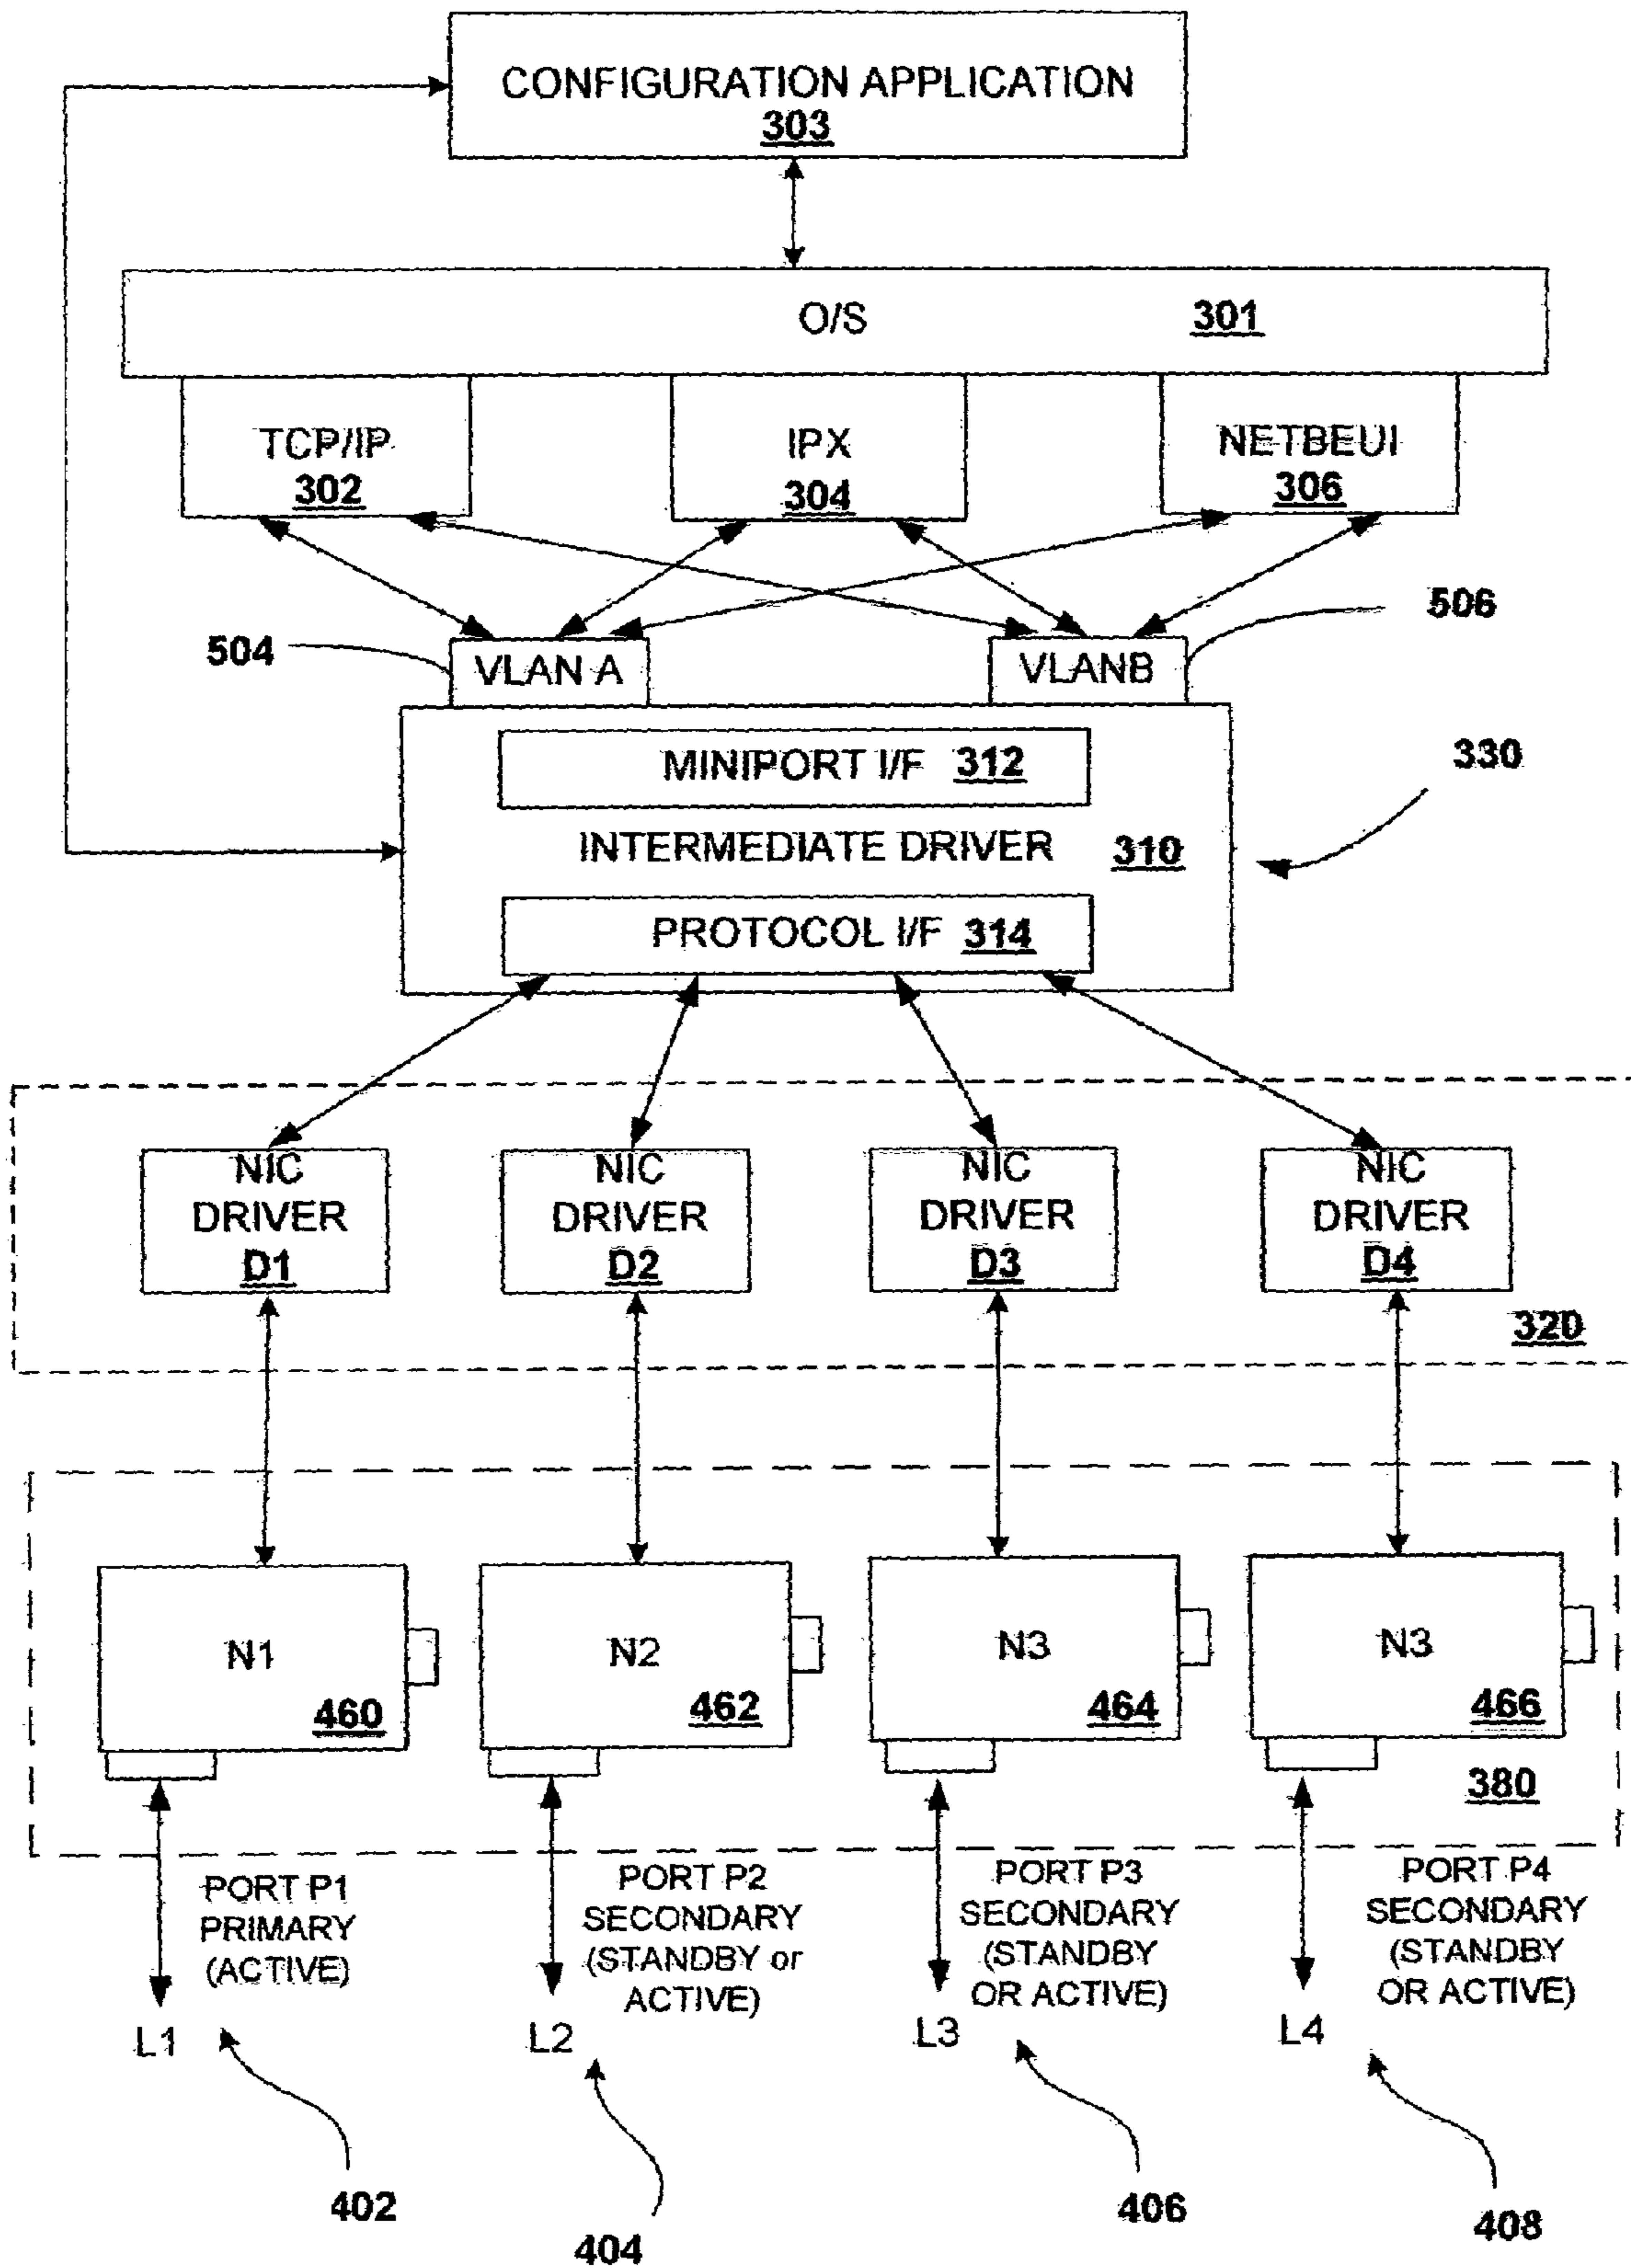 CONFIGURATION APPLICATION
303
O/S 301
TCP/IP
302
IPX
304
NETBEUI
306
504
VLAN A
VLANB
506
MINIPORT I/F 312
330
INTERMEDIATE DRIVER 310
PROTOCOL I/F 314
NIC
DRIVER
D1
NIC
DRIVER
D2
NIC
DRIVER
D3
NIC
DRIVER
D4
320
N1
460
N2
462
N3
464
N3
466
380
PORT P1
PRIMARY
(ACTIVE)
PORT P2
SECONDARY
(STANDBY or
ACTIVE)
PORT P3
SECONDARY
(STANDBY
OR ACTIVE)
PORT P4
SECONDARY
(STANDBY
OR ACTIVE)
L1
L2
L3
L4
402
404
406
408